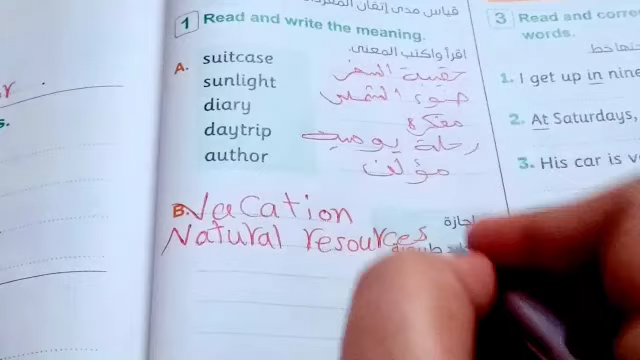 قياس مدى إتقان
1 Read and write the meaning.
اقرأ واكتب المعنى
A. suitcase حقيبة السفر
sunlight ضوء الشمس
diary مفكرة
daytrip رحلة يومية
author مؤلف
B. Vacation إجازة
Natural resources
3 Read and corre
words.
1. I get up in nine
2. At Saturdays,
3. His car is v